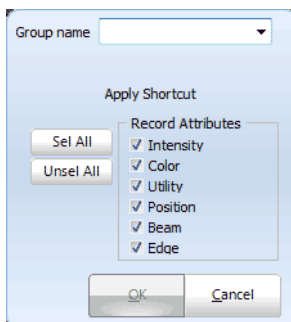 Group name
Apply Shortcut
Record Attributes
Sel All
Unsel All
Intensity
Color
Utility
Position
Beam
Edge
OK
Cancel